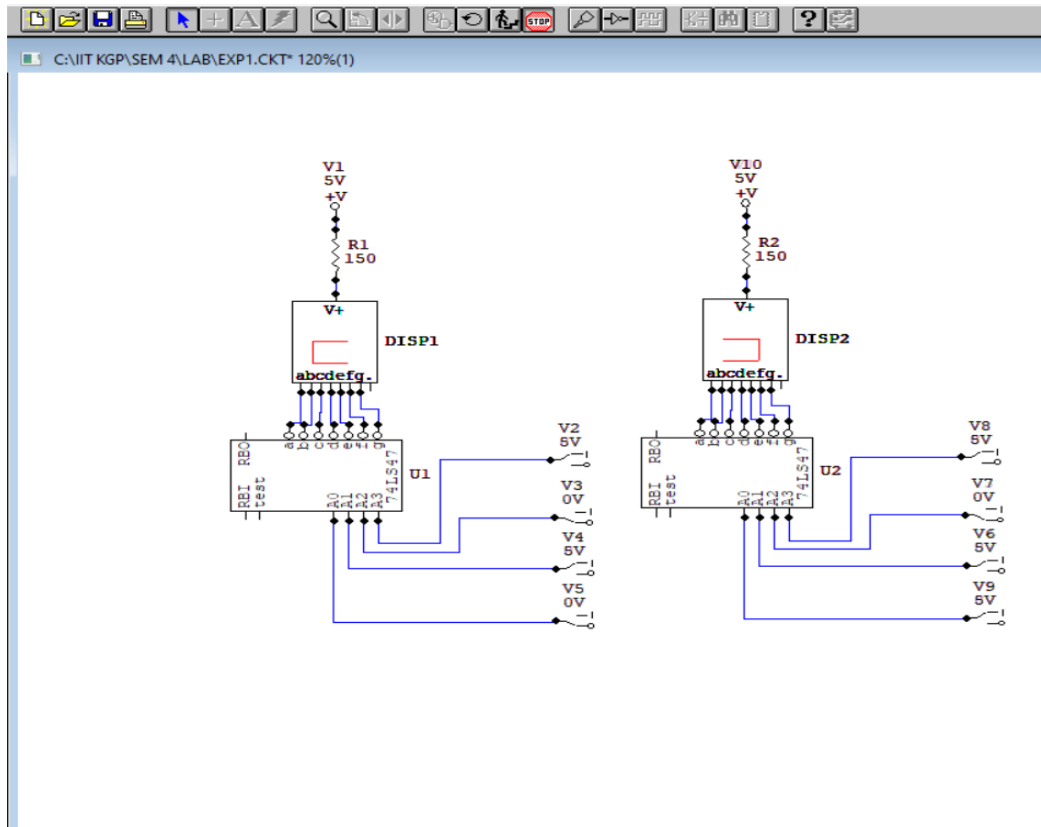 STOP
A
?
C:\IIT KGP\SEM 4\LAB\EXP1.CKT* 120%(1)
V1
5V
+V
R1
150
V+
DISP1
abcdefg.
a b c d e f g
RBO
74LS47
U1
RBI
test
A0 A1 A2 A3
V2
5V
V3
0V
V4
5V
V5
0V
V10
5V
+V
R2
150
V+
DISP2
abcdefg.
a b c d e f g
RBO
74LS47
U2
RBI
test
A0 A1 A2 A3
V8
5V
V7
0V
V6
5V
V9
5V